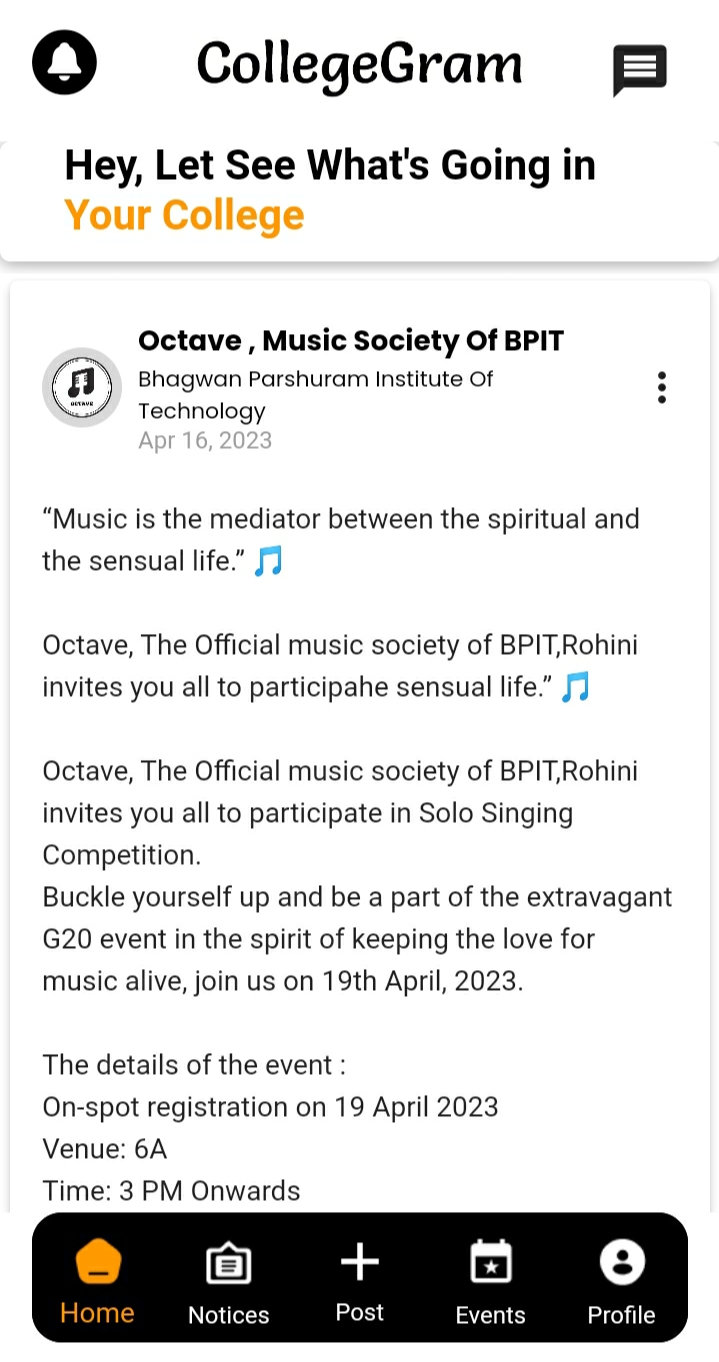 CollegeGram
Hey, Let See What's Going in
Your College
Octave , Music Society Of BPIT
Bhagwan Parshuram Institute Of
Technology
Apr 16, 2023
OCTAVE
“Music is the mediator between the spiritual and
the sensual life.” 🎵
Octave, The Official music society of BPIT,Rohini
invites you all to participahe sensual life.” 🎵
Octave, The Official music society of BPIT,Rohini
invites you all to participate in Solo Singing
Competition.
Buckle yourself up and be a part of the extravagant
G20 event in the spirit of keeping the love for
music alive, join us on 19th April, 2023.
The details of the event :
On-spot registration on 19 April 2023
Venue: 6A
Time: 3 PM Onwards
Home
Notices
Post
Events
Profile